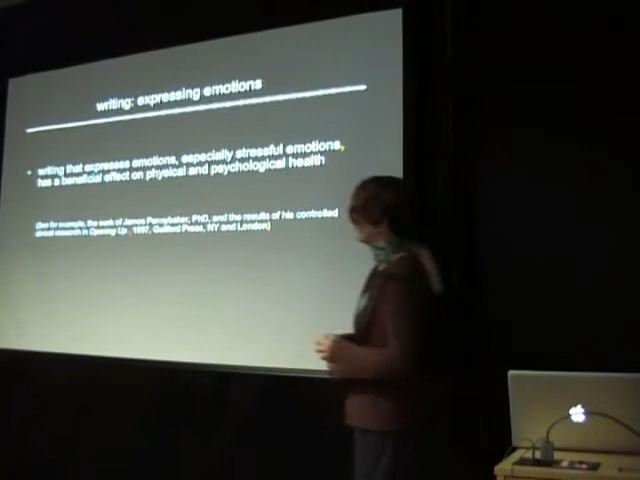 writing: expressing emotions
writing that expresses emotions, especially stressful emotions,
has a beneficial effect on physical and psychological health
(See for example, the work of James Pennybaker, PhD, and the results of his controlled
clinical research in Opening Up, 1997, Guilford Press, NY and London)